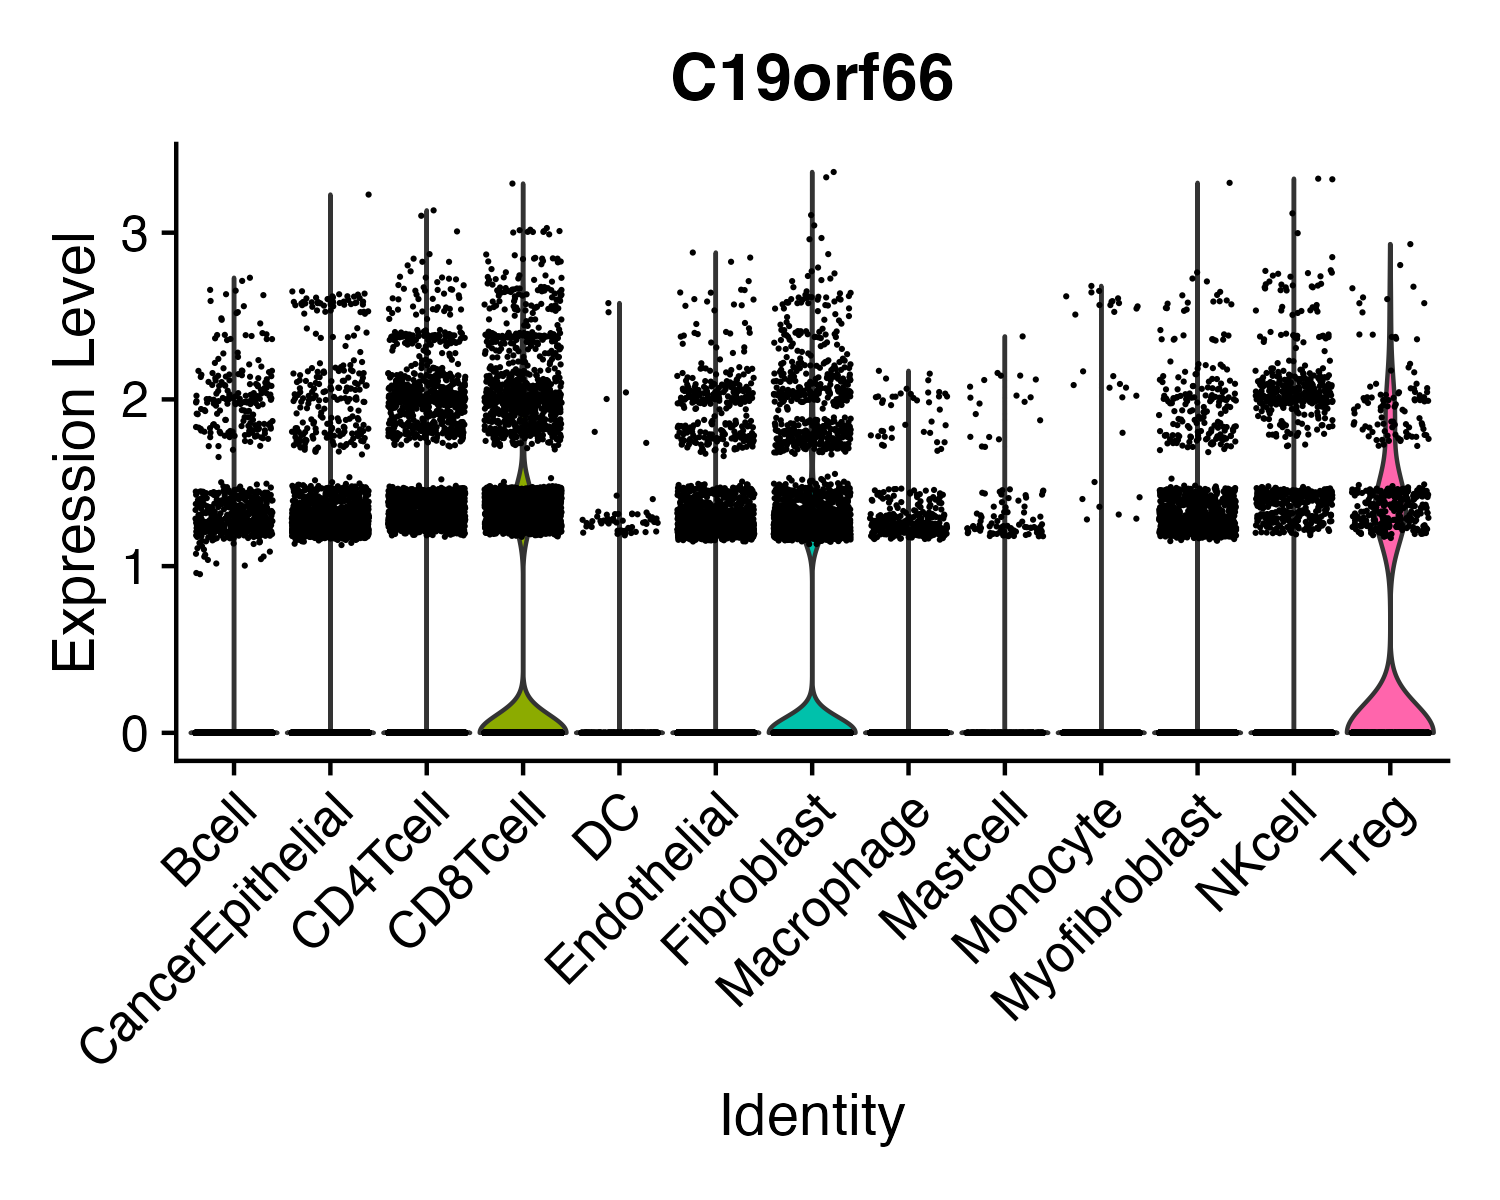 C19orf66
Expression Level
3
2
1
0
Bcell
CancerEpithelial
CD4Tcell
CD8Tcell
DC
Endothelial
Fibroblast
Macrophage
Mastcell
Monocyte
Myofibroblast
NKcell
Treg
Identity